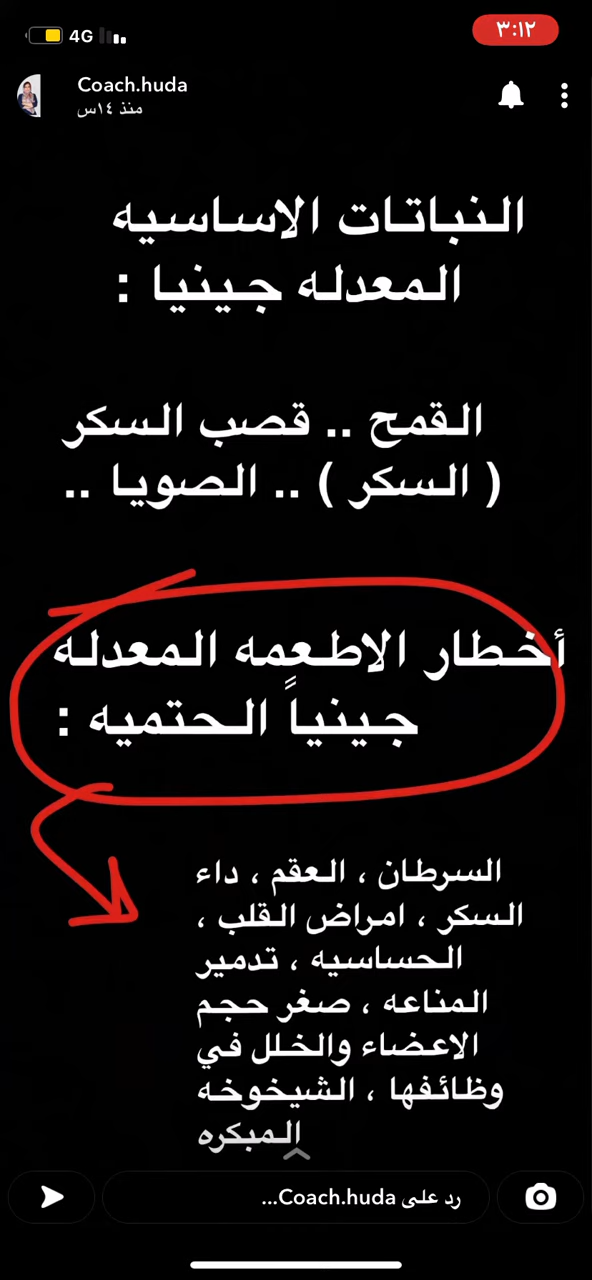 4G
٣:١٢
Coach.huda
منذ ١٤س
النباتات الاساسيه
المعدله جينيا :
القمح .. قصب السكر
( السكر ) .. الصويا ..
أخطار الاطعمه المعدله
جينياً الحتميه :
السرطان ، العقم ، داء
السكر ، امراض القلب ،
الحساسيه ، تدمير
المناعه ، صغر حجم
الاعضاء والخلل في
وظائفها ، الشيخوخه
المبكره
رد على Coach.huda...